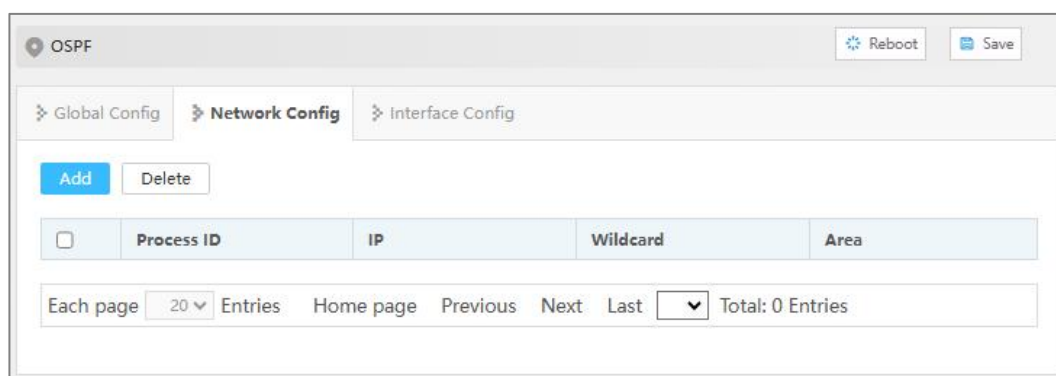 OSPF
Reboot
Save
Global Config
Network Config
Interface Config
Add
Delete
Process ID
IP
Wildcard
Area
Each page 20 Entries Home page Previous Next Last Total: 0 Entries